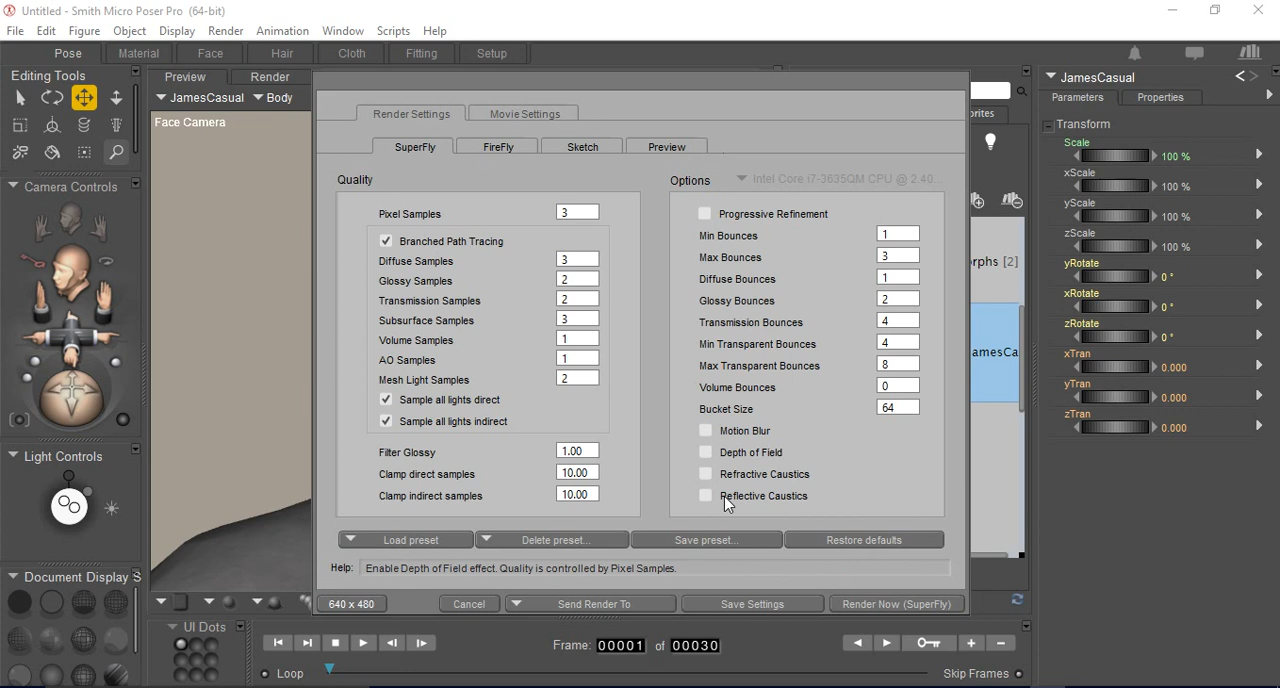 Untitled - Smith Micro Poser Pro (64-bit)
File Edit Figure Object Display Render Animation Window Scripts Help
Pose Material Face Hair Cloth Fitting Setup
Editing Tools
Preview Render
JamesCasual Body
Face Camera
Camera Controls
Light Controls
Document Display S
Render Settings Movie Settings
SuperFly FireFly Sketch Preview
Quality
Pixel Samples 3
Branched Path Tracing
Diffuse Samples 3
Glossy Samples 2
Transmission Samples 2
Subsurface Samples 3
Volume Samples 1
AO Samples 1
Mesh Light Samples 2
Sample all lights direct
Sample all lights indirect
Filter Glossy 1.00
Clamp direct samples 10.00
Clamp indirect samples 10.00
Options Intel Core i7-3635QM CPU @ 2.40...
Progressive Refinement
Min Bounces 1
Max Bounces 3
Diffuse Bounces 1
Glossy Bounces 2
Transmission Bounces 4
Min Transparent Bounces 4
Max Transparent Bounces 8
Volume Bounces 0
Bucket Size 64
Motion Blur
Depth of Field
Refractive Caustics
Reflective Caustics
Load preset Delete preset... Save preset... Restore defaults
Help: Enable Depth of Field effect. Quality is controlled by Pixel Samples.
640 x 480 Cancel Send Render To Save Settings Render Now (SuperFly)
orites
orphs [2]
amesCa
JamesCasual
Parameters Properties
Transform
Scale
100 %
xScale
100 %
yScale
100 %
zScale
100 %
yRotate
0 °
xRotate
0 °
zRotate
0 °
xTran
0.000
yTran
0.000
zTran
0.000
UI Dots
Frame: 00001 of 00030
Loop Skip Frames